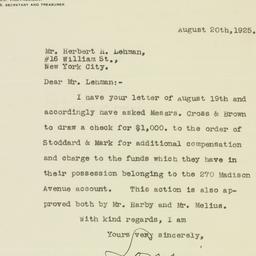 SECRETARY AND TREASURER
August 20th, 1925.
Mr. Herbert H. Lehman,
#16 William St.,
New York City.
Dear Mr. Lehman:-
I have your letter of August 19th and
accordingly have asked Messrs. Cross & Brown
to draw a check for $1,000. to the order of
Stoddard & Mark for additional compensation
and charge to the funds which they have in
their possession belonging to the 270 Madison
Avenue account. This action is also ap-
proved both by Mr. Harby and Mr. Melius.
With kind regards, I am
Yours very sincerely,